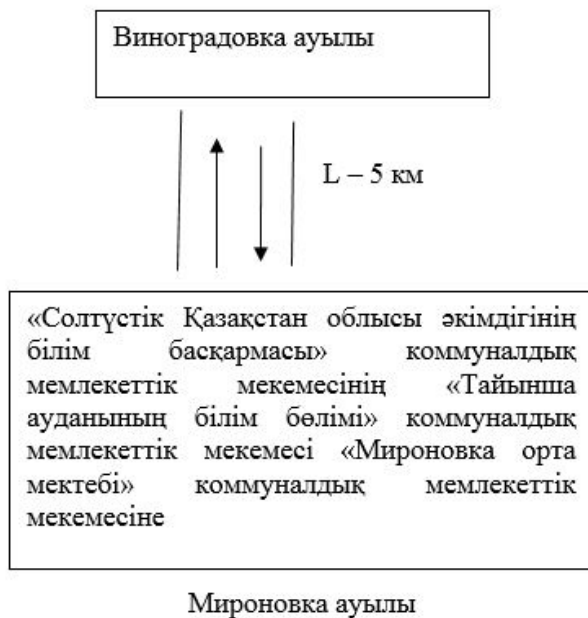 Виноградовка ауылы
L – 5 км
«Солтүстік Қазақстан облысы әкімдігінің
білім басқармасы» коммуналдық
мемлекеттік мекемесінің «Тайынша
ауданының білім бөлімі» коммуналдық
мемлекеттік мекемесі «Мироновка орта
мектебі» коммуналдық мемлекеттік
мекемесіне
Мироновка ауылы